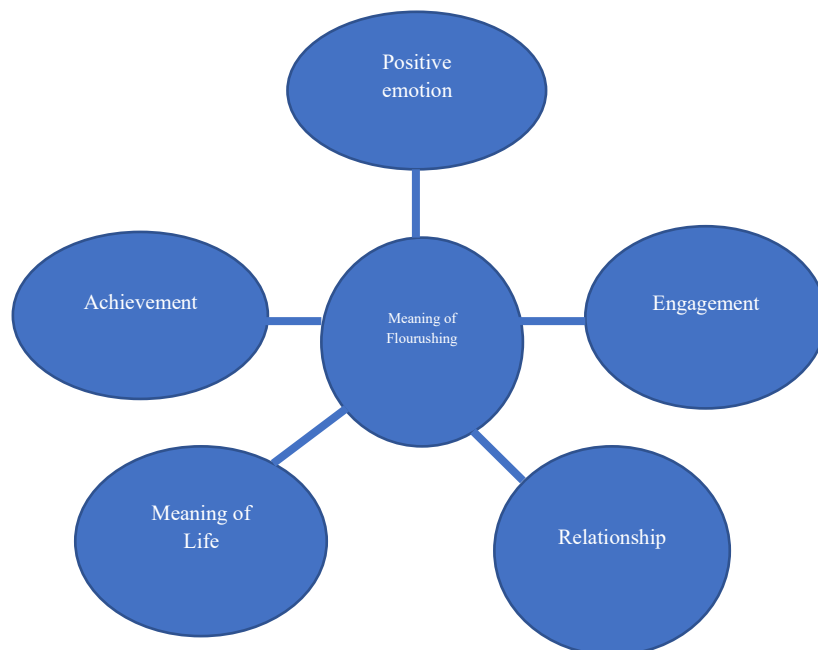 Positive
emotion
Achievement
Engagement
Meaning of
Flourushing
Meaning of
Life
Relationship